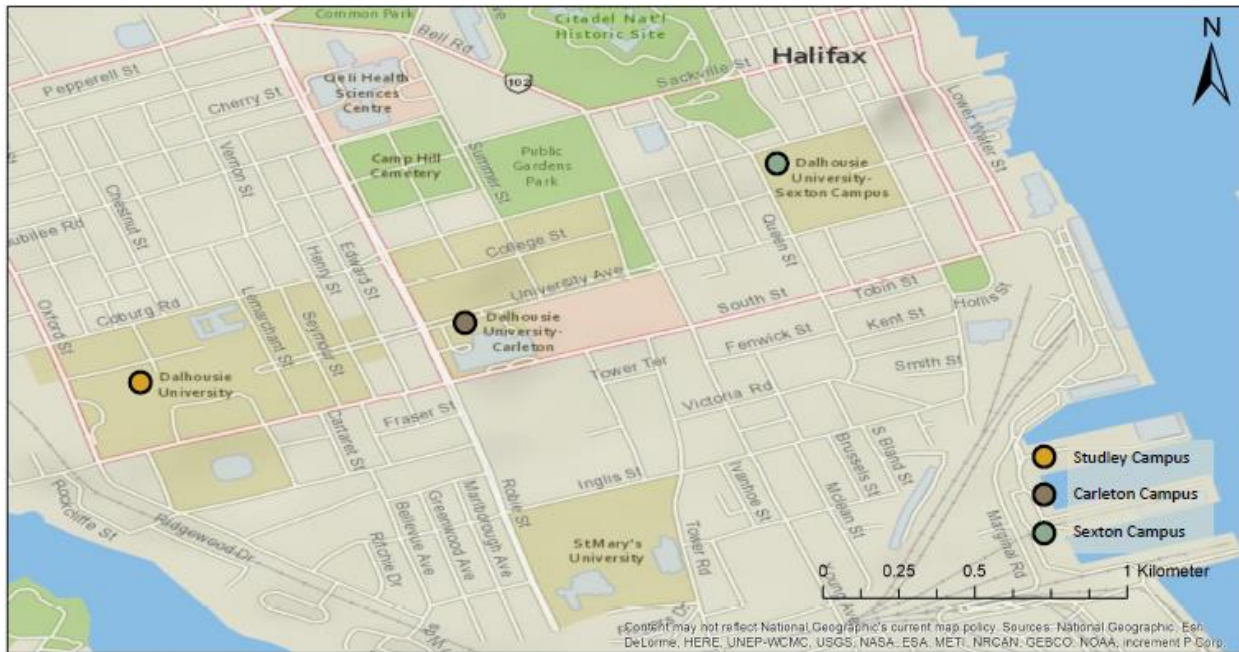 Common Park
Bell Rd
Citadel Nat'l
Historic Site
Halifax
N
Pepperell St
Cherry St
QeIi Health
Sciences
Centre
102
Sackville St
Lower Water St
Vernon St
Camp Hill
Cemetery
Summer St
Public
Gardens
Park
Dalhousie
University-
Sexton Campus
Chestnut St
Jubilee Rd
Henry St
Edward St
College St
Queen St
University Ave
Oxford St
Coburg Rd
Lemarchant St
Seymour St
Dalhousie
University-
Carleton
South St
Tobin St
Hollis St
Kent St
Fenwick St
Smith St
Tower Ter
Victoria Rd
Dalhousie
University
Cartaret St
Fraser St
Robie St
Inglis St
Brussels St
S Bland St
Ivanhoe St
Mclean St
Rockcliffe St
Ridgewood Dr
Ritchie Dr
Bellevue Ave
Greenwood Ave
Marlborough Ave
St Mary's
University
Tower Rd
Young Ave
Marginal Rd
Studley Campus
Carleton Campus
Sexton Campus
0 0.25 0.5 1 Kilometer
Content may not reflect National Geographic's current map policy. Sources: National Geographic, Esri,
DeLorme, HERE, UNEP-WCMC, USGS, NASA, ESA, METI, NRCAN, GEBCO, NOAA, increment P Corp.